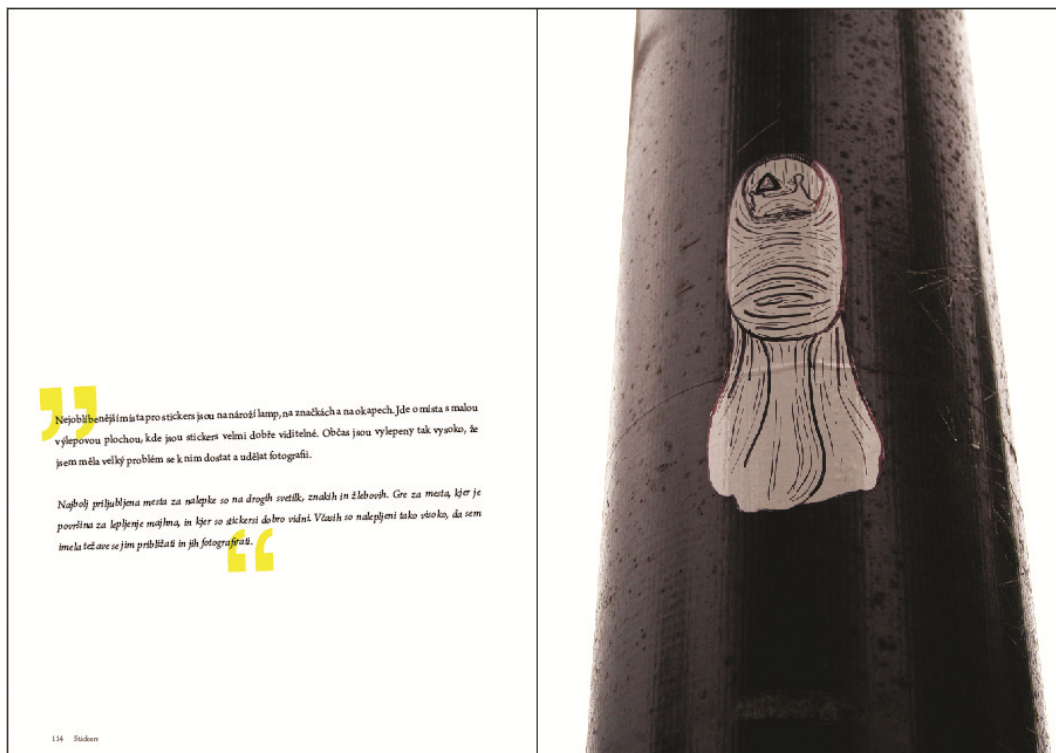 Nejoblíbenější místa pro stickers jsou na nároží lamp, na značkách a na okapech. Jde o místa s malou
výlepovou plochou, kde jsou stickers velmi dobře viditelné. Občas jsou vylepeny tak vysoko, že
jsem měla velký problém se k nim dostat a udělat fotografii.
Najbolj priljubljena mesta za nalepke so na drogih svetilk, znakih in žlebovih. Gre za mesta, kjer je
površina za lepljenje majhna, in kjer so stickersi dobro vidni. Včasih so nalepljeni tako visoko, da sem
imela težave se jim približati in jih fotografirati.
114 Stickers